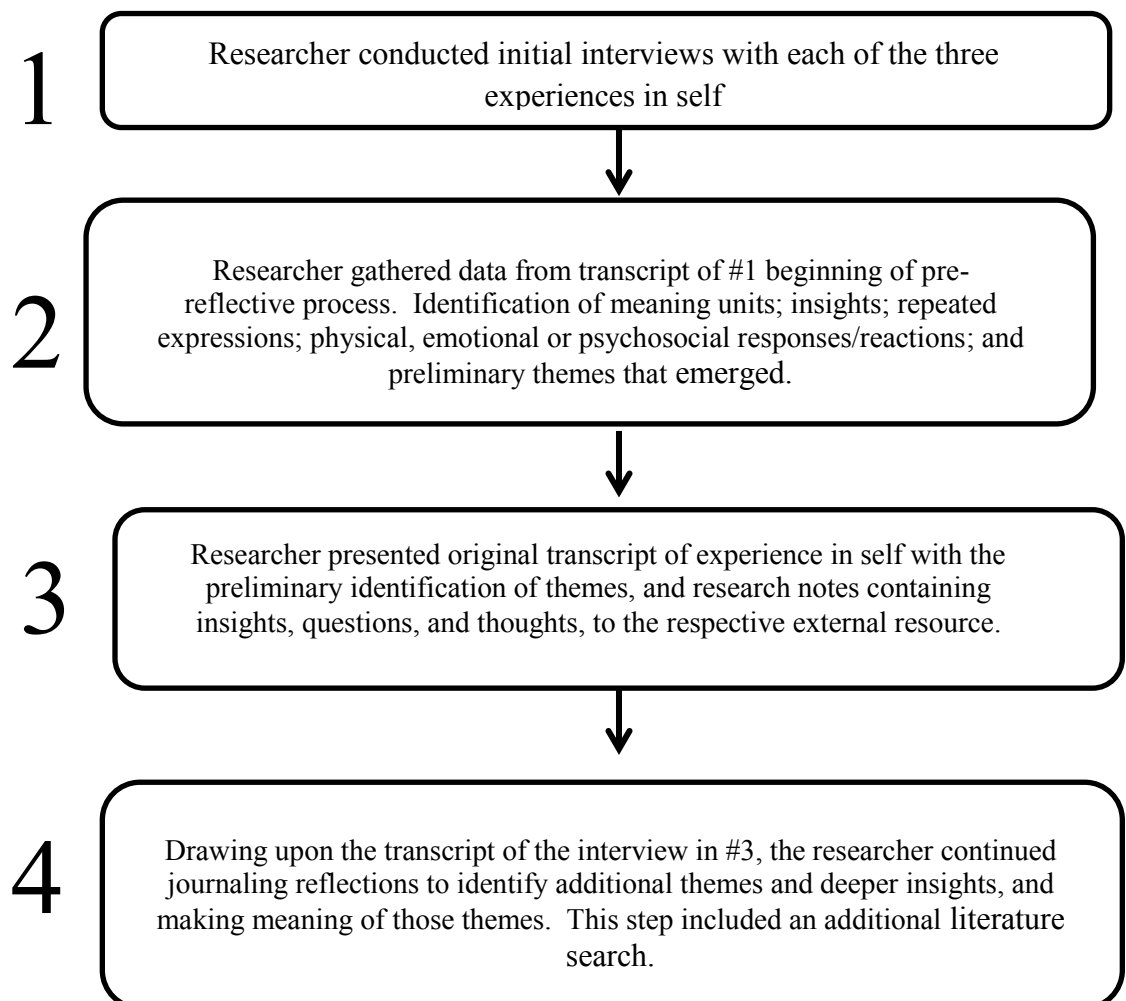 1
Researcher conducted initial interviews with each of the three
experiences in self
2
Researcher gathered data from transcript of #1 beginning of pre-
reflective process.  Identification of meaning units; insights; repeated
expressions; physical, emotional or psychosocial responses/reactions; and
preliminary themes that emerged.
3
Researcher presented original transcript of experience in self with the
preliminary identification of themes, and research notes containing
insights, questions, and thoughts, to the respective external resource.
4
Drawing upon the transcript of the interview in #3, the researcher continued
journaling reflections to identify additional themes and deeper insights, and
making meaning of those themes.  This step included an additional literature
search.